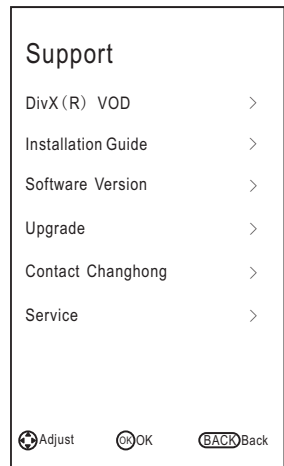 Support
DivX(R) VOD >
Installation Guide >
Software Version >
Upgrade >
Contact Changhong >
Service >
Adjust OK OK BACK Back